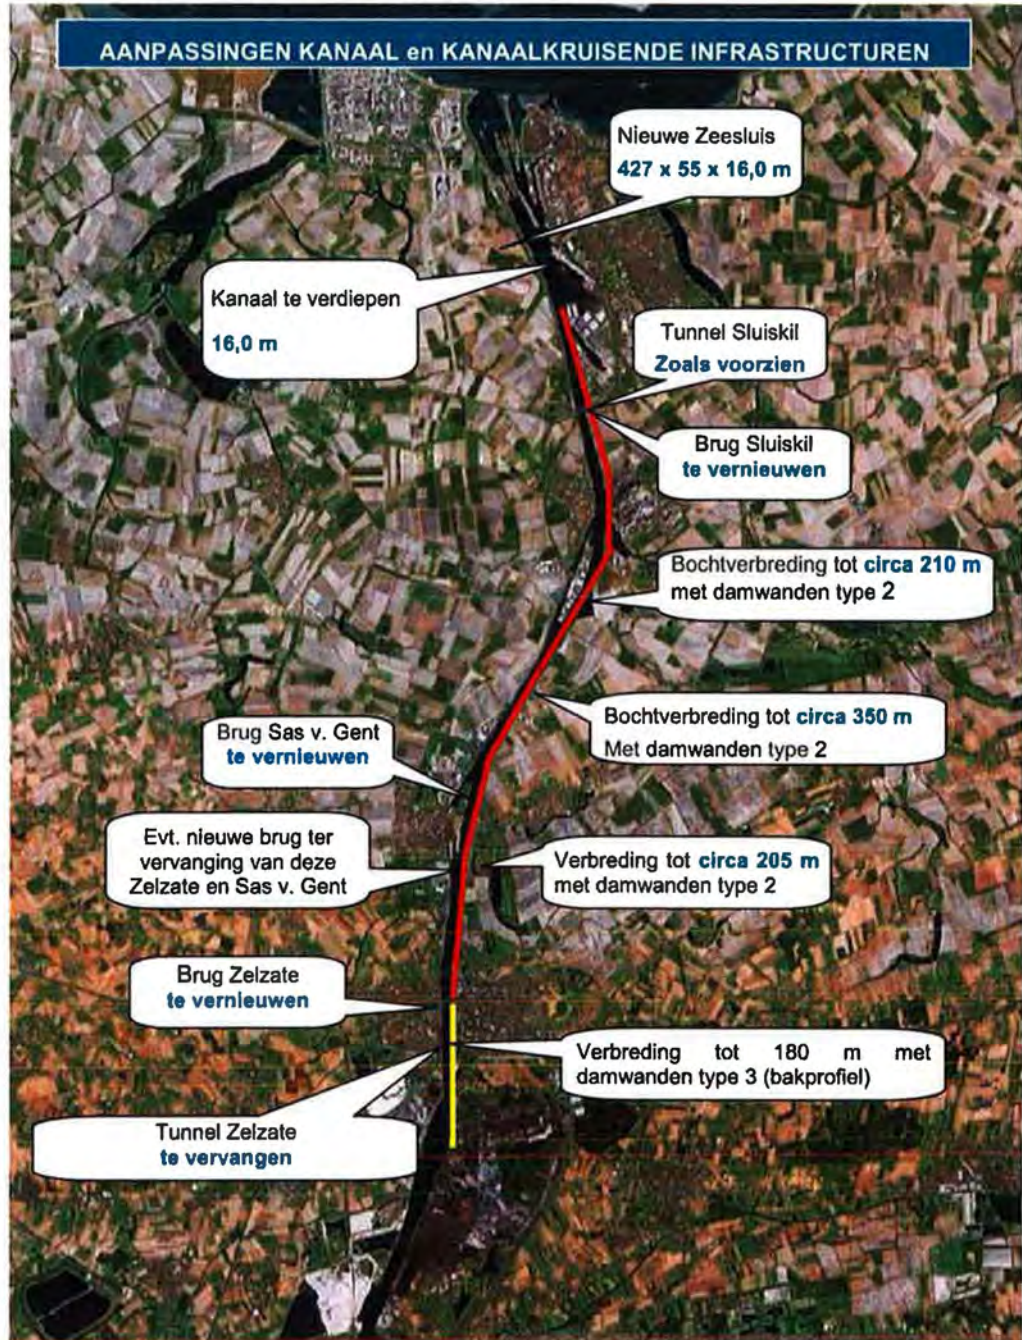 AANPASSINGEN KANAAL en KANAALKRUISENDE INFRASTRUCTUREN
Nieuwe Zeesluis
427 x 55 x 16,0 m
Kanaal te verdiepen
16,0 m
Tunnel Sluiskil
Zoals voorzien
Brug Sluiskil
te vernieuwen
Bochtverbreding tot circa 210 m
met damwanden type 2
Bochtverbreding tot circa 350 m
Met damwanden type 2
Brug Sas v. Gent
te vernieuwen
Evt. nieuwe brug ter
vervanging van deze
Zelzate en Sas v. Gent
Verbreding tot circa 205 m
met damwanden type 2
Brug Zelzate
te vernieuwen
Verbreding tot 180 m met
damwanden type 3 (bakprofiel)
Tunnel Zelzate
te vervangen